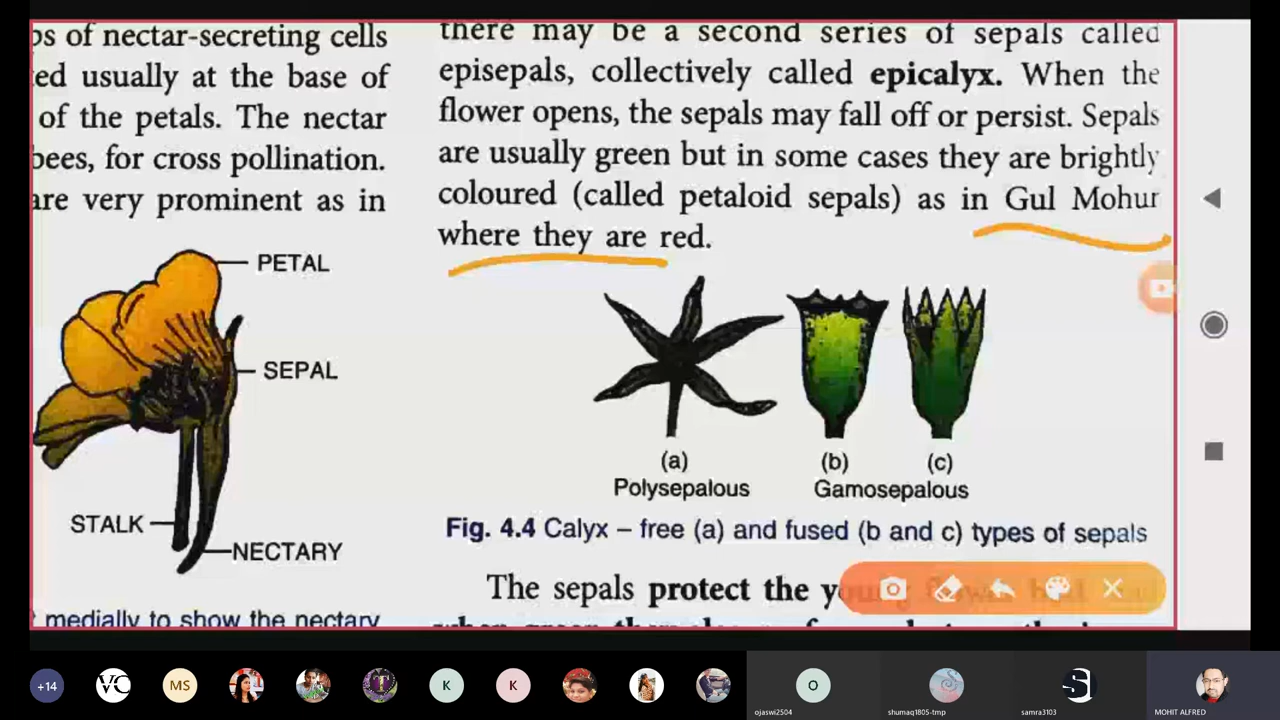 ps of nectar-secreting cells
ted usually at the base of
of the petals. The nectar
bees, for cross pollination.
are very prominent as in
PETAL
SEPAL
STALK
NECTARY
medially to show the nectary
there may be a second series of sepals called
episepals, collectively called epicalyx. When the
flower opens, the sepals may fall off or persist. Sepals
are usually green but in some cases they are brightly
coloured (called petaloid sepals) as in Gul Mohur
where they are red.
(a)
Polysepalous
(b) (c)
Gamosepalous
Fig. 4.4 Calyx – free (a) and fused (b and c) types of sepals
The sepals protect the young flower bud
+14 VC MS K K O S
ojaswi2504 shumaq1805-tmp samra3103 MOHIT ALFRED